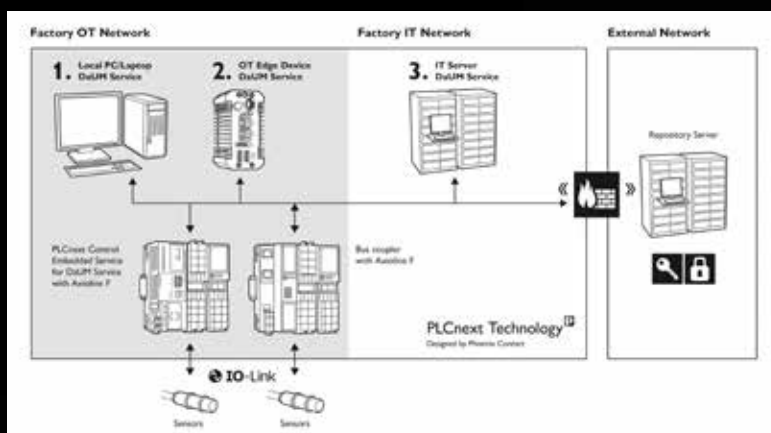 Factory OT Network
Factory IT Network
External Network
1. Local PC/Laptop
DaUM Service
2. OT Edge Device
DaUM Service
3. IT Server
DaUM Service
Repository Server
PLCnext Control
Embedded Service
for DaUM Service
with Axioline F
Bus coupler
with Axioline F
PLCnext Technology
Designed by Phoenix Contact
IO-Link
Sensors
Sensors